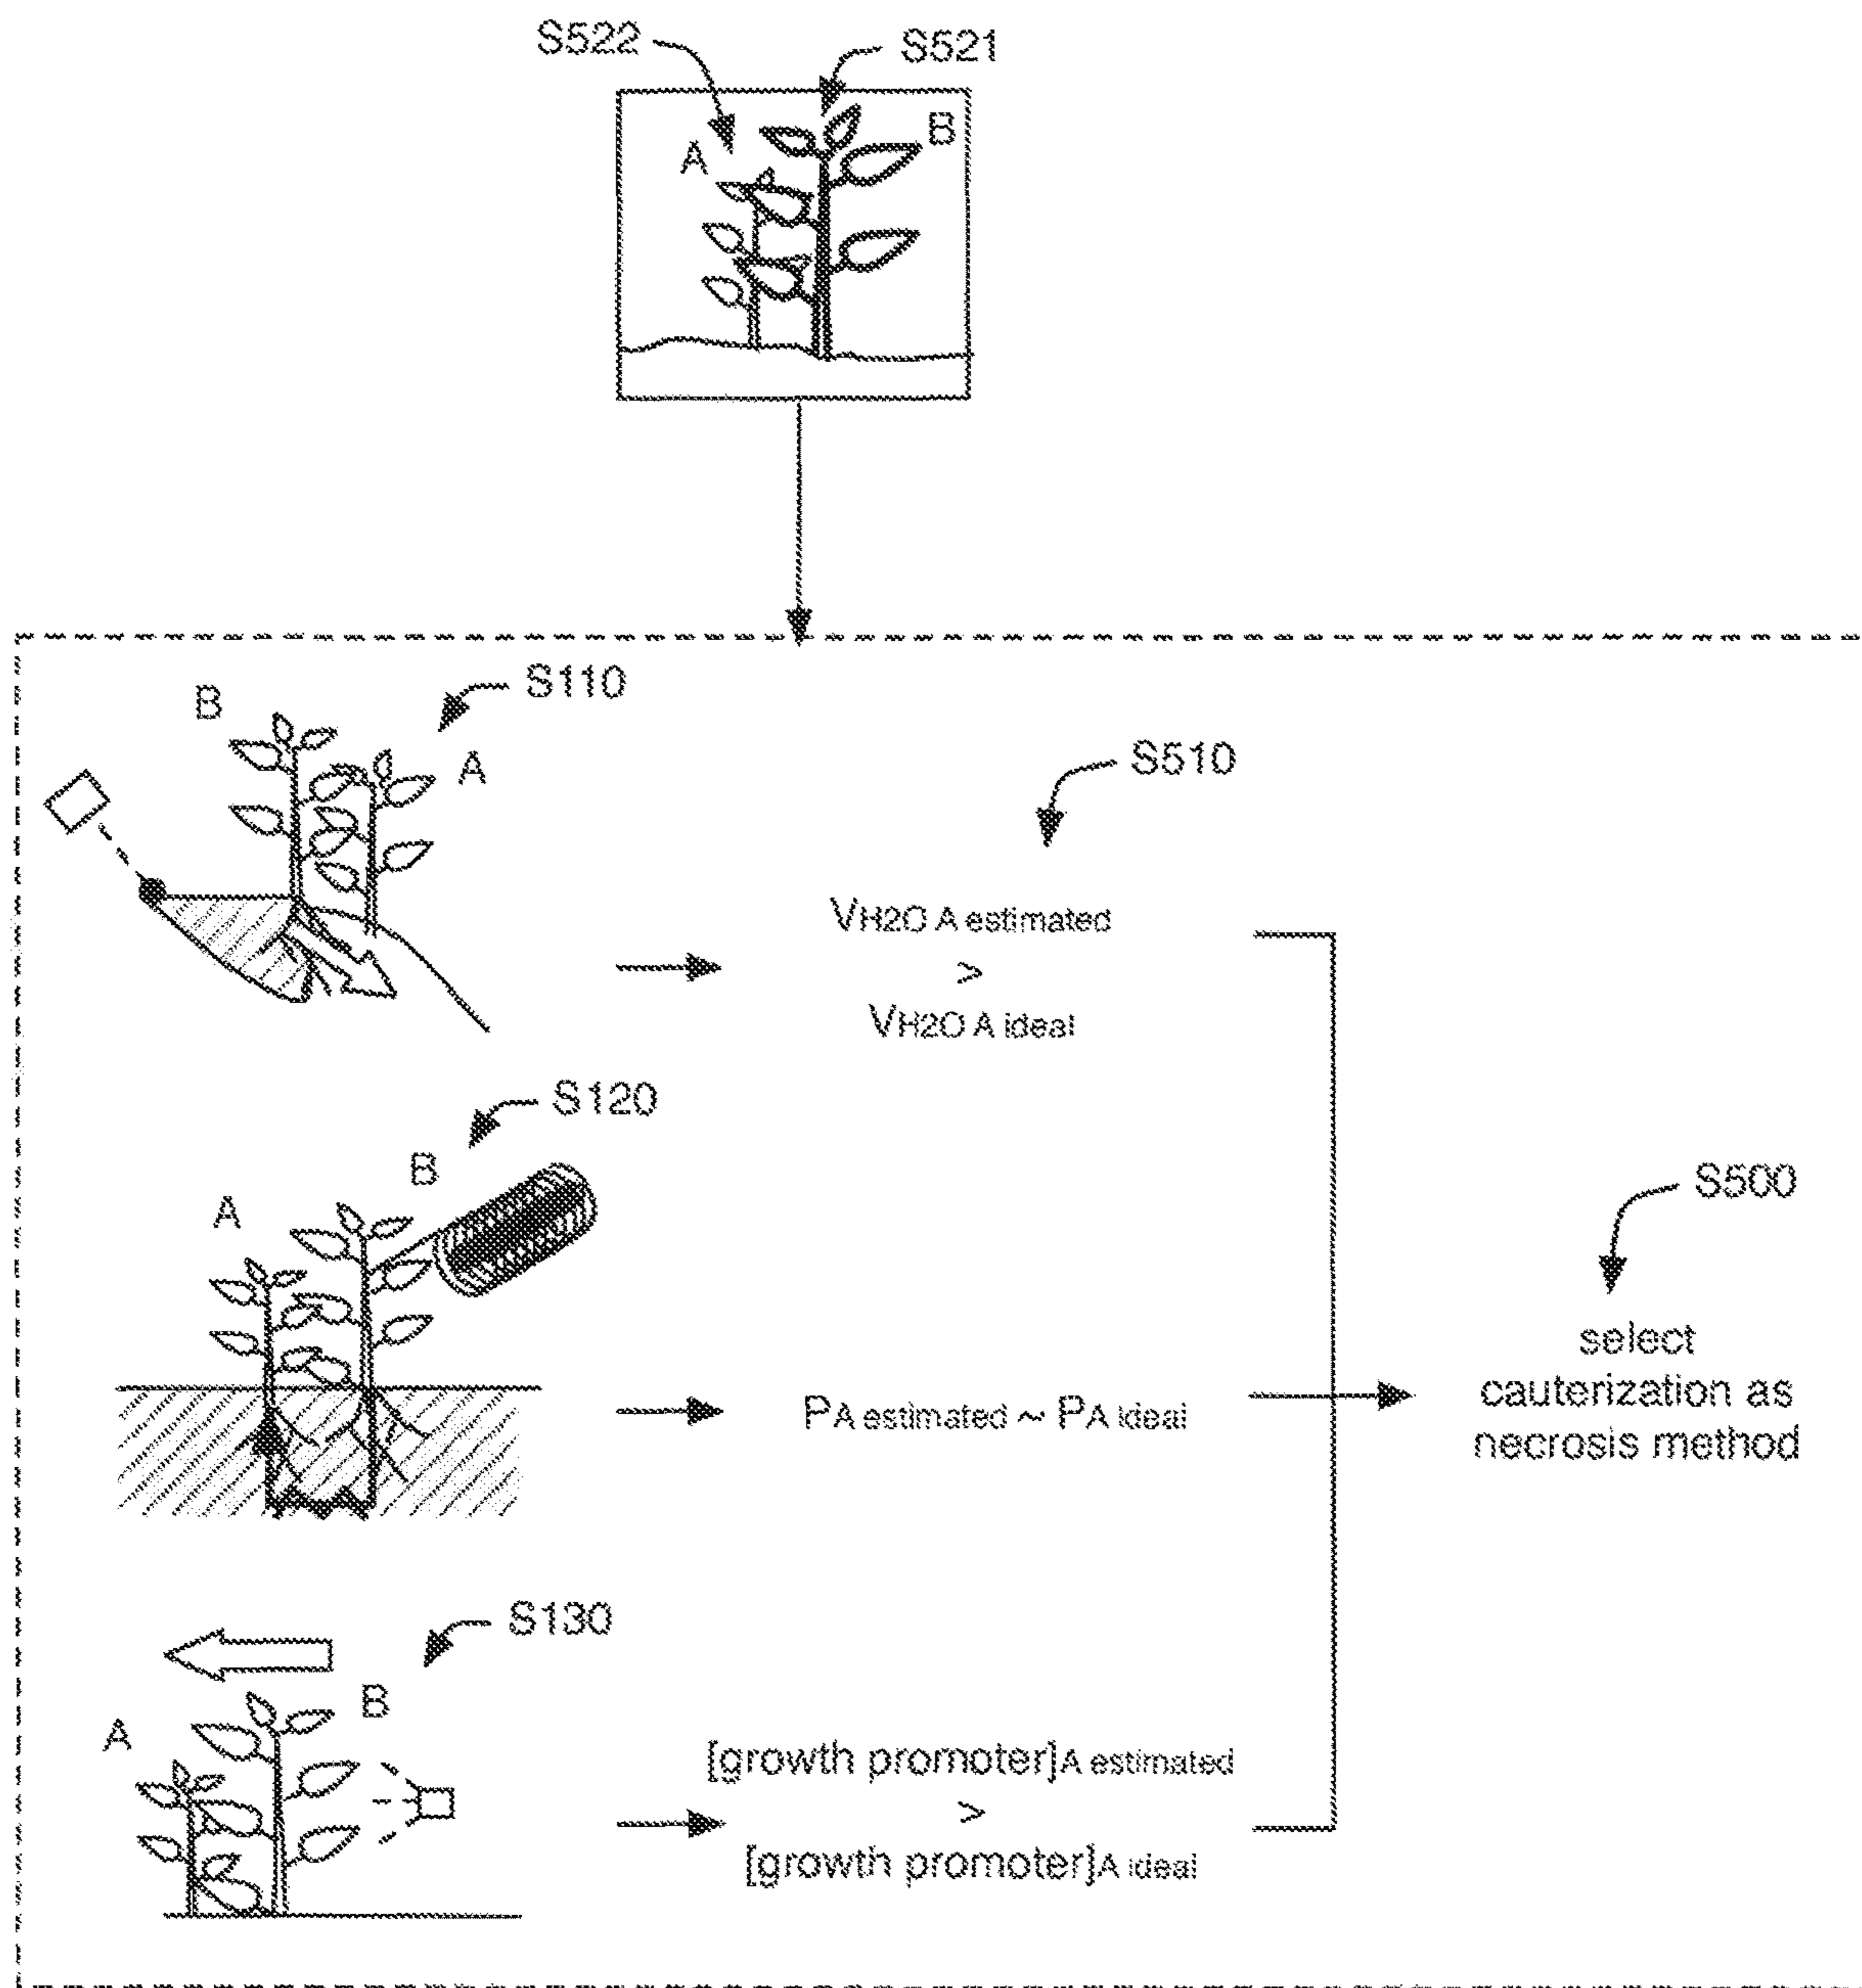 S522
S521
A
B
S110
B
A
S510
VH2O A estimated
>
VH2O A ideal
S120
B
A
S500
select
cauterization as
necrosis method
PA estimated ~ PA ideal
S130
B
A
[growth promoter]A estimated
>
[growth promoter]A ideal